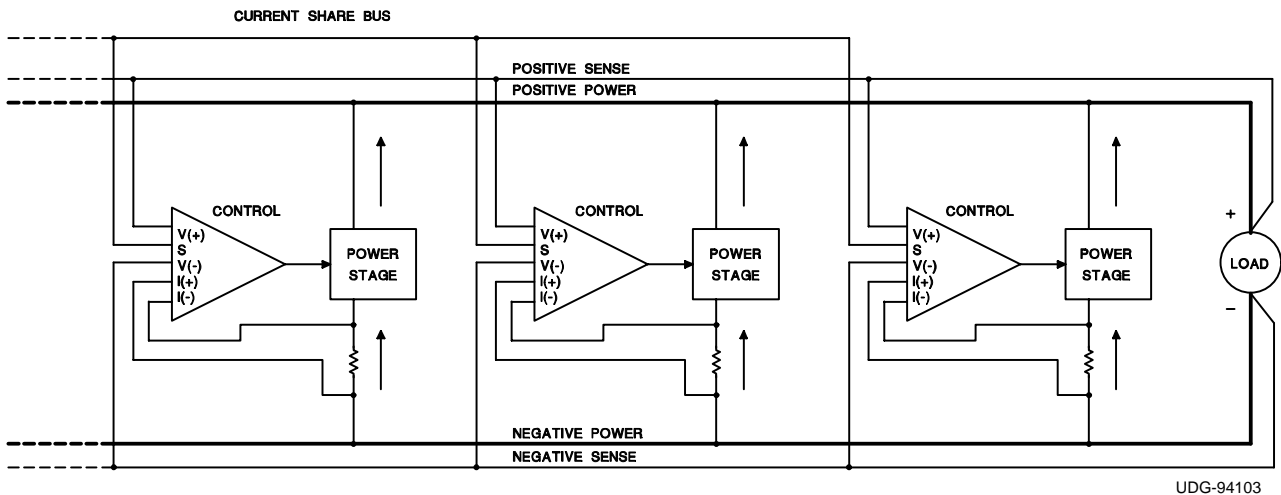 CURRENT SHARE BUS
POSITIVE SENSE
POSITIVE POWER
CONTROL
V(+)
S
V(-)
I(+)
I(-)
POWER
STAGE
CONTROL
V(+)
S
V(-)
I(+)
I(-)
POWER
STAGE
CONTROL
V(+)
S
V(-)
I(+)
I(-)
POWER
STAGE
+
LOAD
−
NEGATIVE POWER
NEGATIVE SENSE
UDG-94103